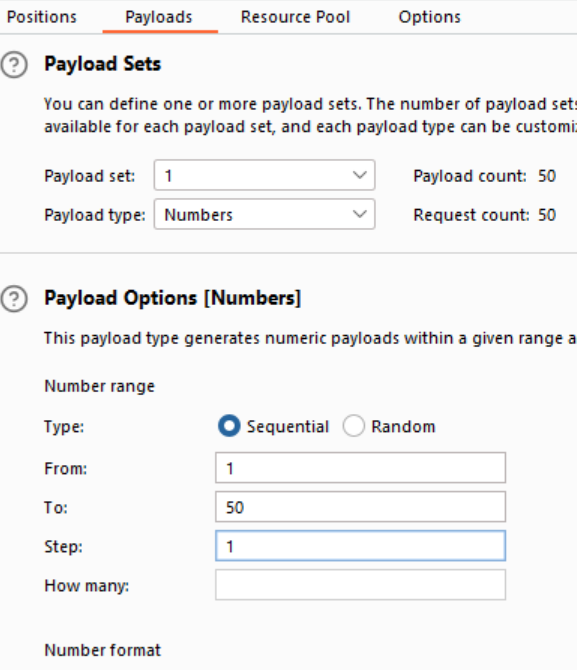 Positions Payloads Resource Pool Options
? Payload Sets
You can define one or more payload sets. The number of payload sets
available for each payload set, and each payload type can be
Payload set: 1 Payload count: 50
Payload type: Numbers Request count: 50
? Payload Options [Numbers]
This payload type generates numeric payloads within a given range
Number range
Type: Sequential Random
From: 1
To: 50
Step: 1
How many:
Number format